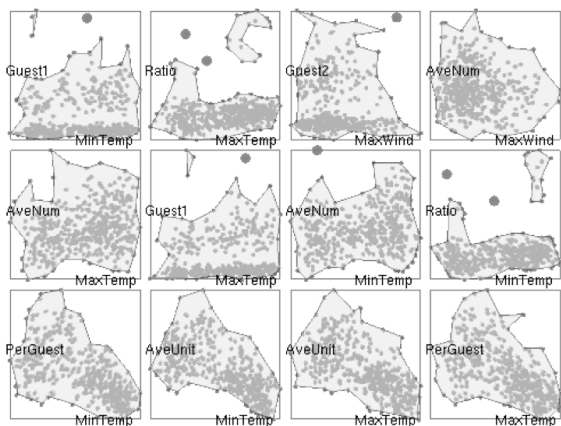 Guest1
MinTemp
Ratio
MaxTemp
Guest2
MaxWind
AveNum
MaxWind
AveNum
MaxTemp
Guest1
MaxTemp
AveNum
MinTemp
Ratio
MinTemp
PerGuest
MinTemp
AveUnit
MinTemp
AveUnit
MaxTemp
PerGuest
MaxTemp